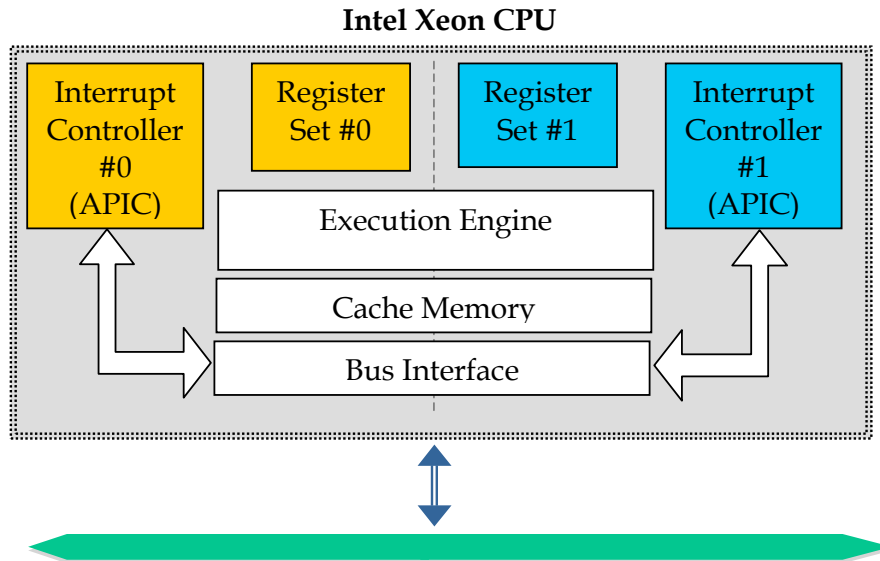 Intel Xeon CPU
Interrupt
Controller
#0
(APIC)
Register
Set #0
Register
Set #1
Interrupt
Controller
#1
(APIC)
Execution Engine
Cache Memory
Bus Interface